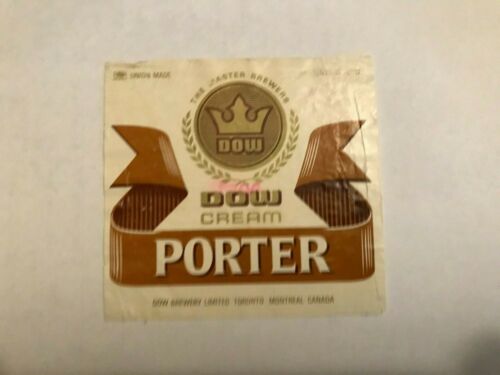 UNION MADE
THE MASTER BREWERS
DOW
DOW
CREAM
PORTER
DOW BREWERY LIMITED TORONTO MONTREAL CANADA